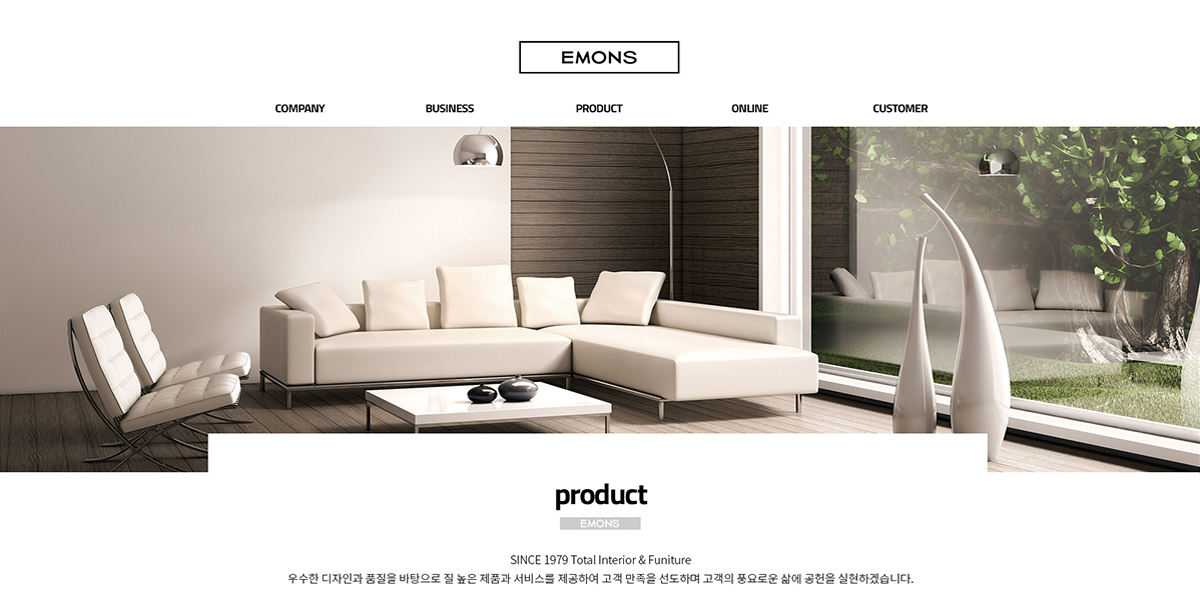 EMONS
COMPANY BUSINESS PRODUCT ONLINE CUSTOMER
product
EMONS
SINCE 1979 Total Interior & Funiture
우수한 디자인과 품질을 바탕으로 질 높은 제품과 서비스를 제공하여 고객 만족을 선도하며 고객의 풍요로운 삶에 공헌을 실현하겠습니다.